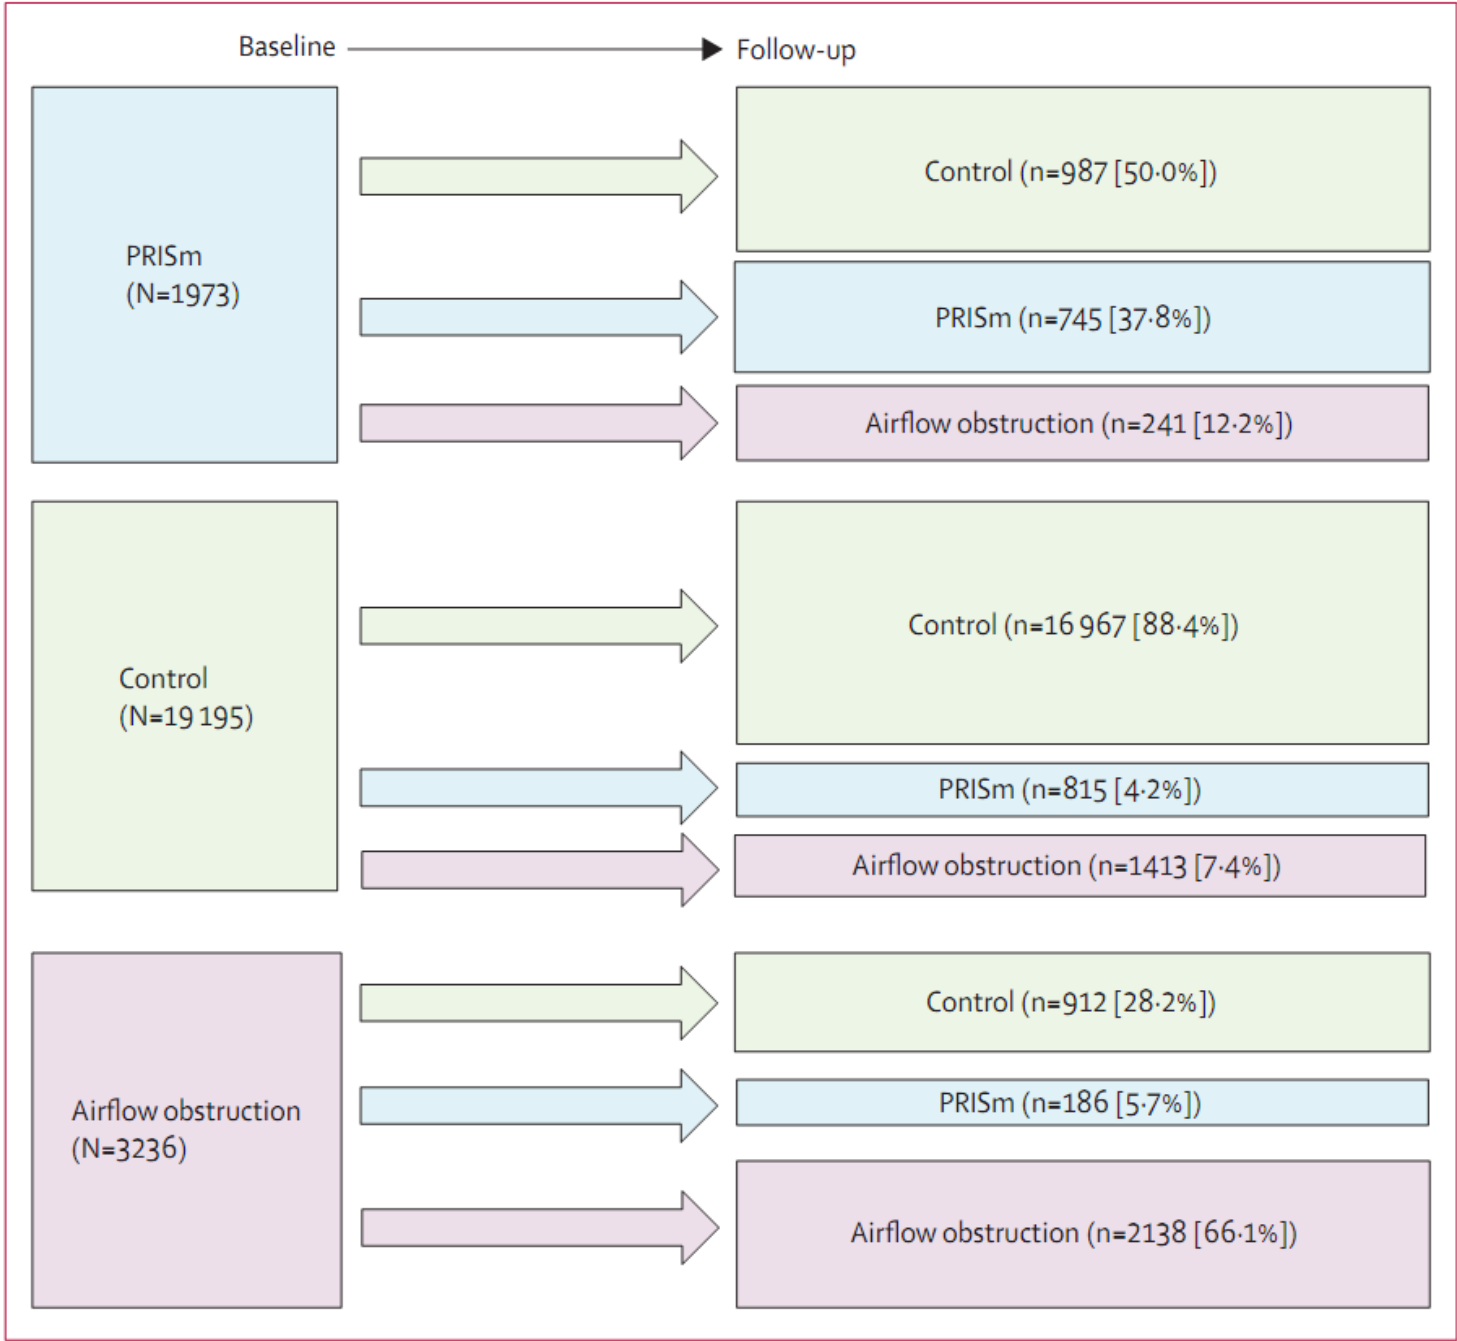 Baseline
Follow-up
PRISm
(N=1973)
Control (n=987 [50·0%])
PRISm (n=745 [37·8%])
Airflow obstruction (n=241 [12·2%])
Control
(N=19 195)
Control (n=16 967 [88·4%])
PRISm (n=815 [4·2%])
Airflow obstruction (n=1413 [7·4%])
Airflow obstruction
(N=3236)
Control (n=912 [28·2%])
PRISm (n=186 [5·7%])
Airflow obstruction (n=2138 [66·1%])